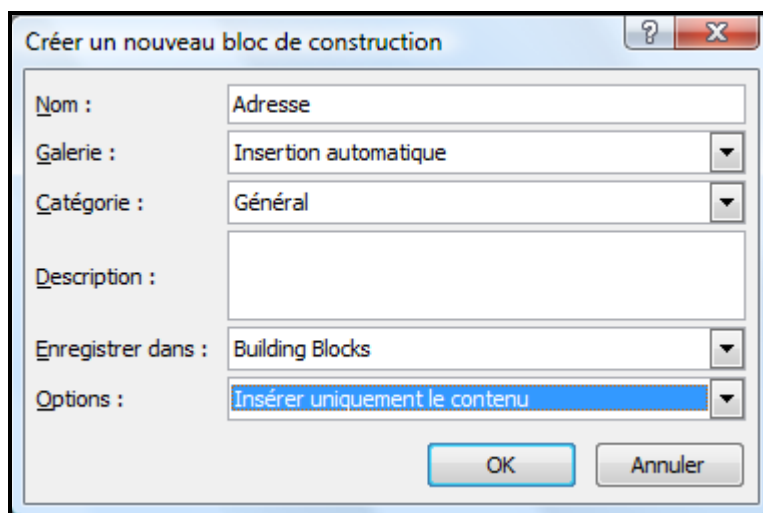 Créer un nouveau bloc de construction
Nom : Adresse
Galerie : Insertion automatique
Catégorie : Général
Description :
Enregistrer dans : Building Blocks
Options : Insérer uniquement le contenu
OK Annuler